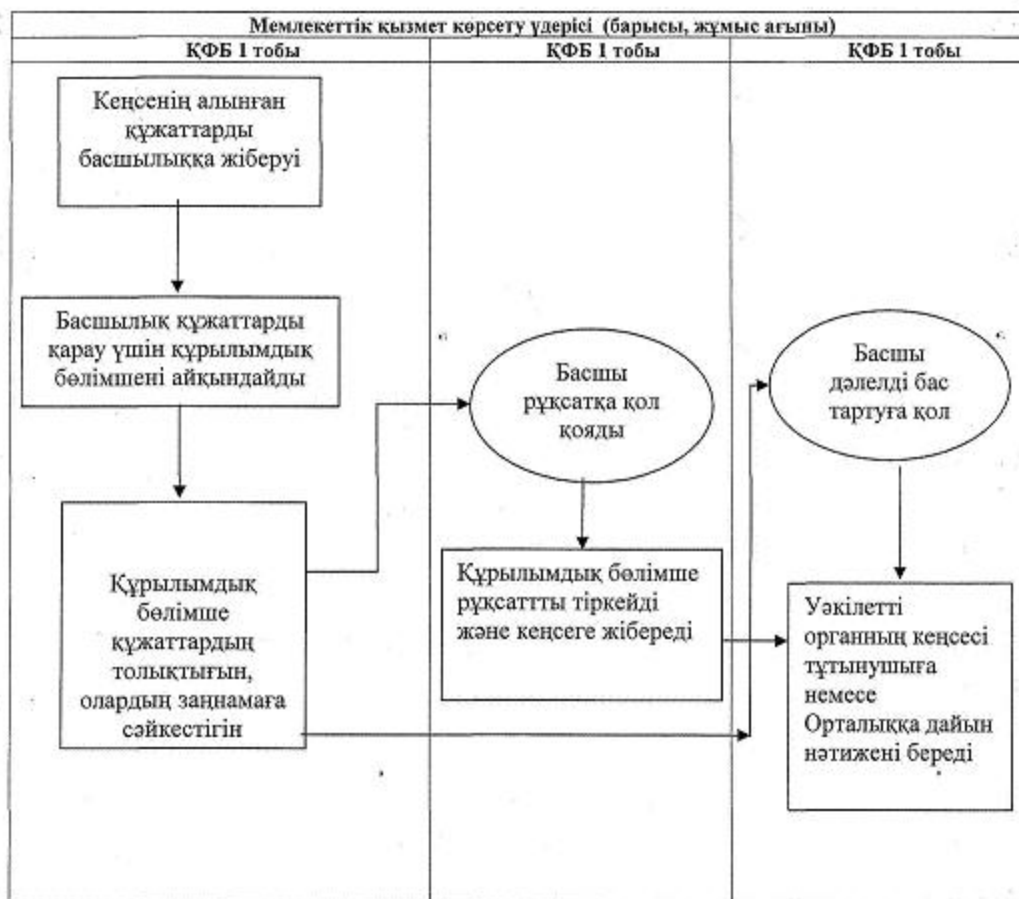 Мемлекеттік қызмет көрсету үдерісі (барысы, жұмыс ағыны)
ҚФБ 1 тобы
ҚФБ 1 тобы
ҚФБ 1 тобы
Кеңсенің алынған
құжаттарды
басшылыққа жіберуі
Басшылық құжаттарды
қарау үшін құрылымдық
бөлімшені айқындайды
Құрылымдық
бөлімше
құжаттардың
толықтығын,
олардың заңнамаға
сәйкестігін
Басшы
рұқсатқа қол
қояды
Құрылымдық бөлімше
рұқсаттты тіркейді
және кеңсеге жібереді
Басшы
дәлелді бас
тартуға қол
Уәкілетті
органның кеңсесі
тұтынушыға
немесе
Орталыққа дайын
нәтижені береді